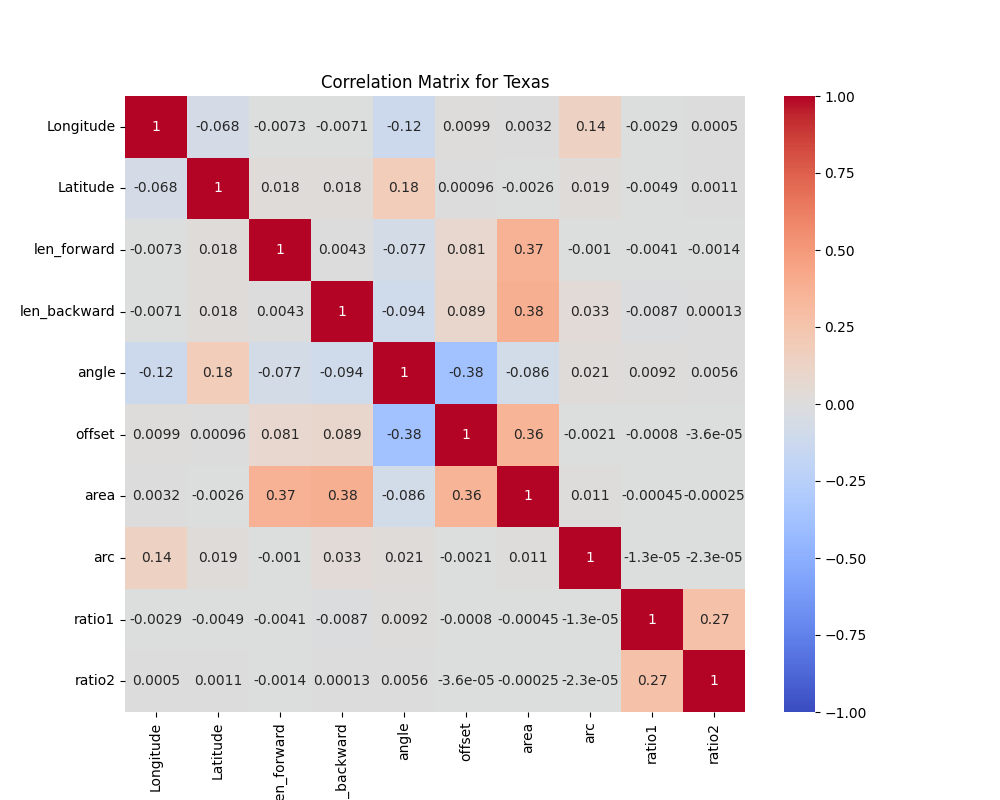 Correlation Matrix for Texas
Longitude 1 -0.068 -0.0073 -0.0071 -0.12 0.0099 0.0032 0.14 -0.0029 0.0005
Latitude -0.068 1 0.018 0.018 0.18 0.00096 -0.0026 0.019 -0.0049 0.0011
len_forward -0.0073 0.018 1 0.0043 -0.077 0.081 0.37 -0.001 -0.0041 -0.0014
len_backward -0.0071 0.018 0.0043 1 -0.094 0.089 0.38 0.033 -0.0087 0.00013
angle -0.12 0.18 -0.077 -0.094 1 -0.38 -0.086 0.021 0.0092 0.0056
offset 0.0099 0.00096 0.081 0.089 -0.38 1 0.36 -0.0021 -0.0008 -3.6e-05
area 0.0032 -0.0026 0.37 0.38 -0.086 0.36 1 0.011 -0.00045 -0.00025
arc 0.14 0.019 -0.001 0.033 0.021 -0.0021 0.011 1 -1.3e-05 -2.3e-05
ratio1 -0.0029 -0.0049 -0.0041 -0.0087 0.0092 -0.0008 -0.00045 -1.3e-05 1 0.27
ratio2 0.0005 0.0011 -0.0014 0.00013 0.0056 -3.6e-05 -0.00025 -2.3e-05 0.27 1
Longitude
Latitude
en_forward
_backward
angle
offset
area
arc
ratio1
ratio2
1.00
0.75
0.50
0.25
0.00
−0.25
−0.50
−0.75
−1.00